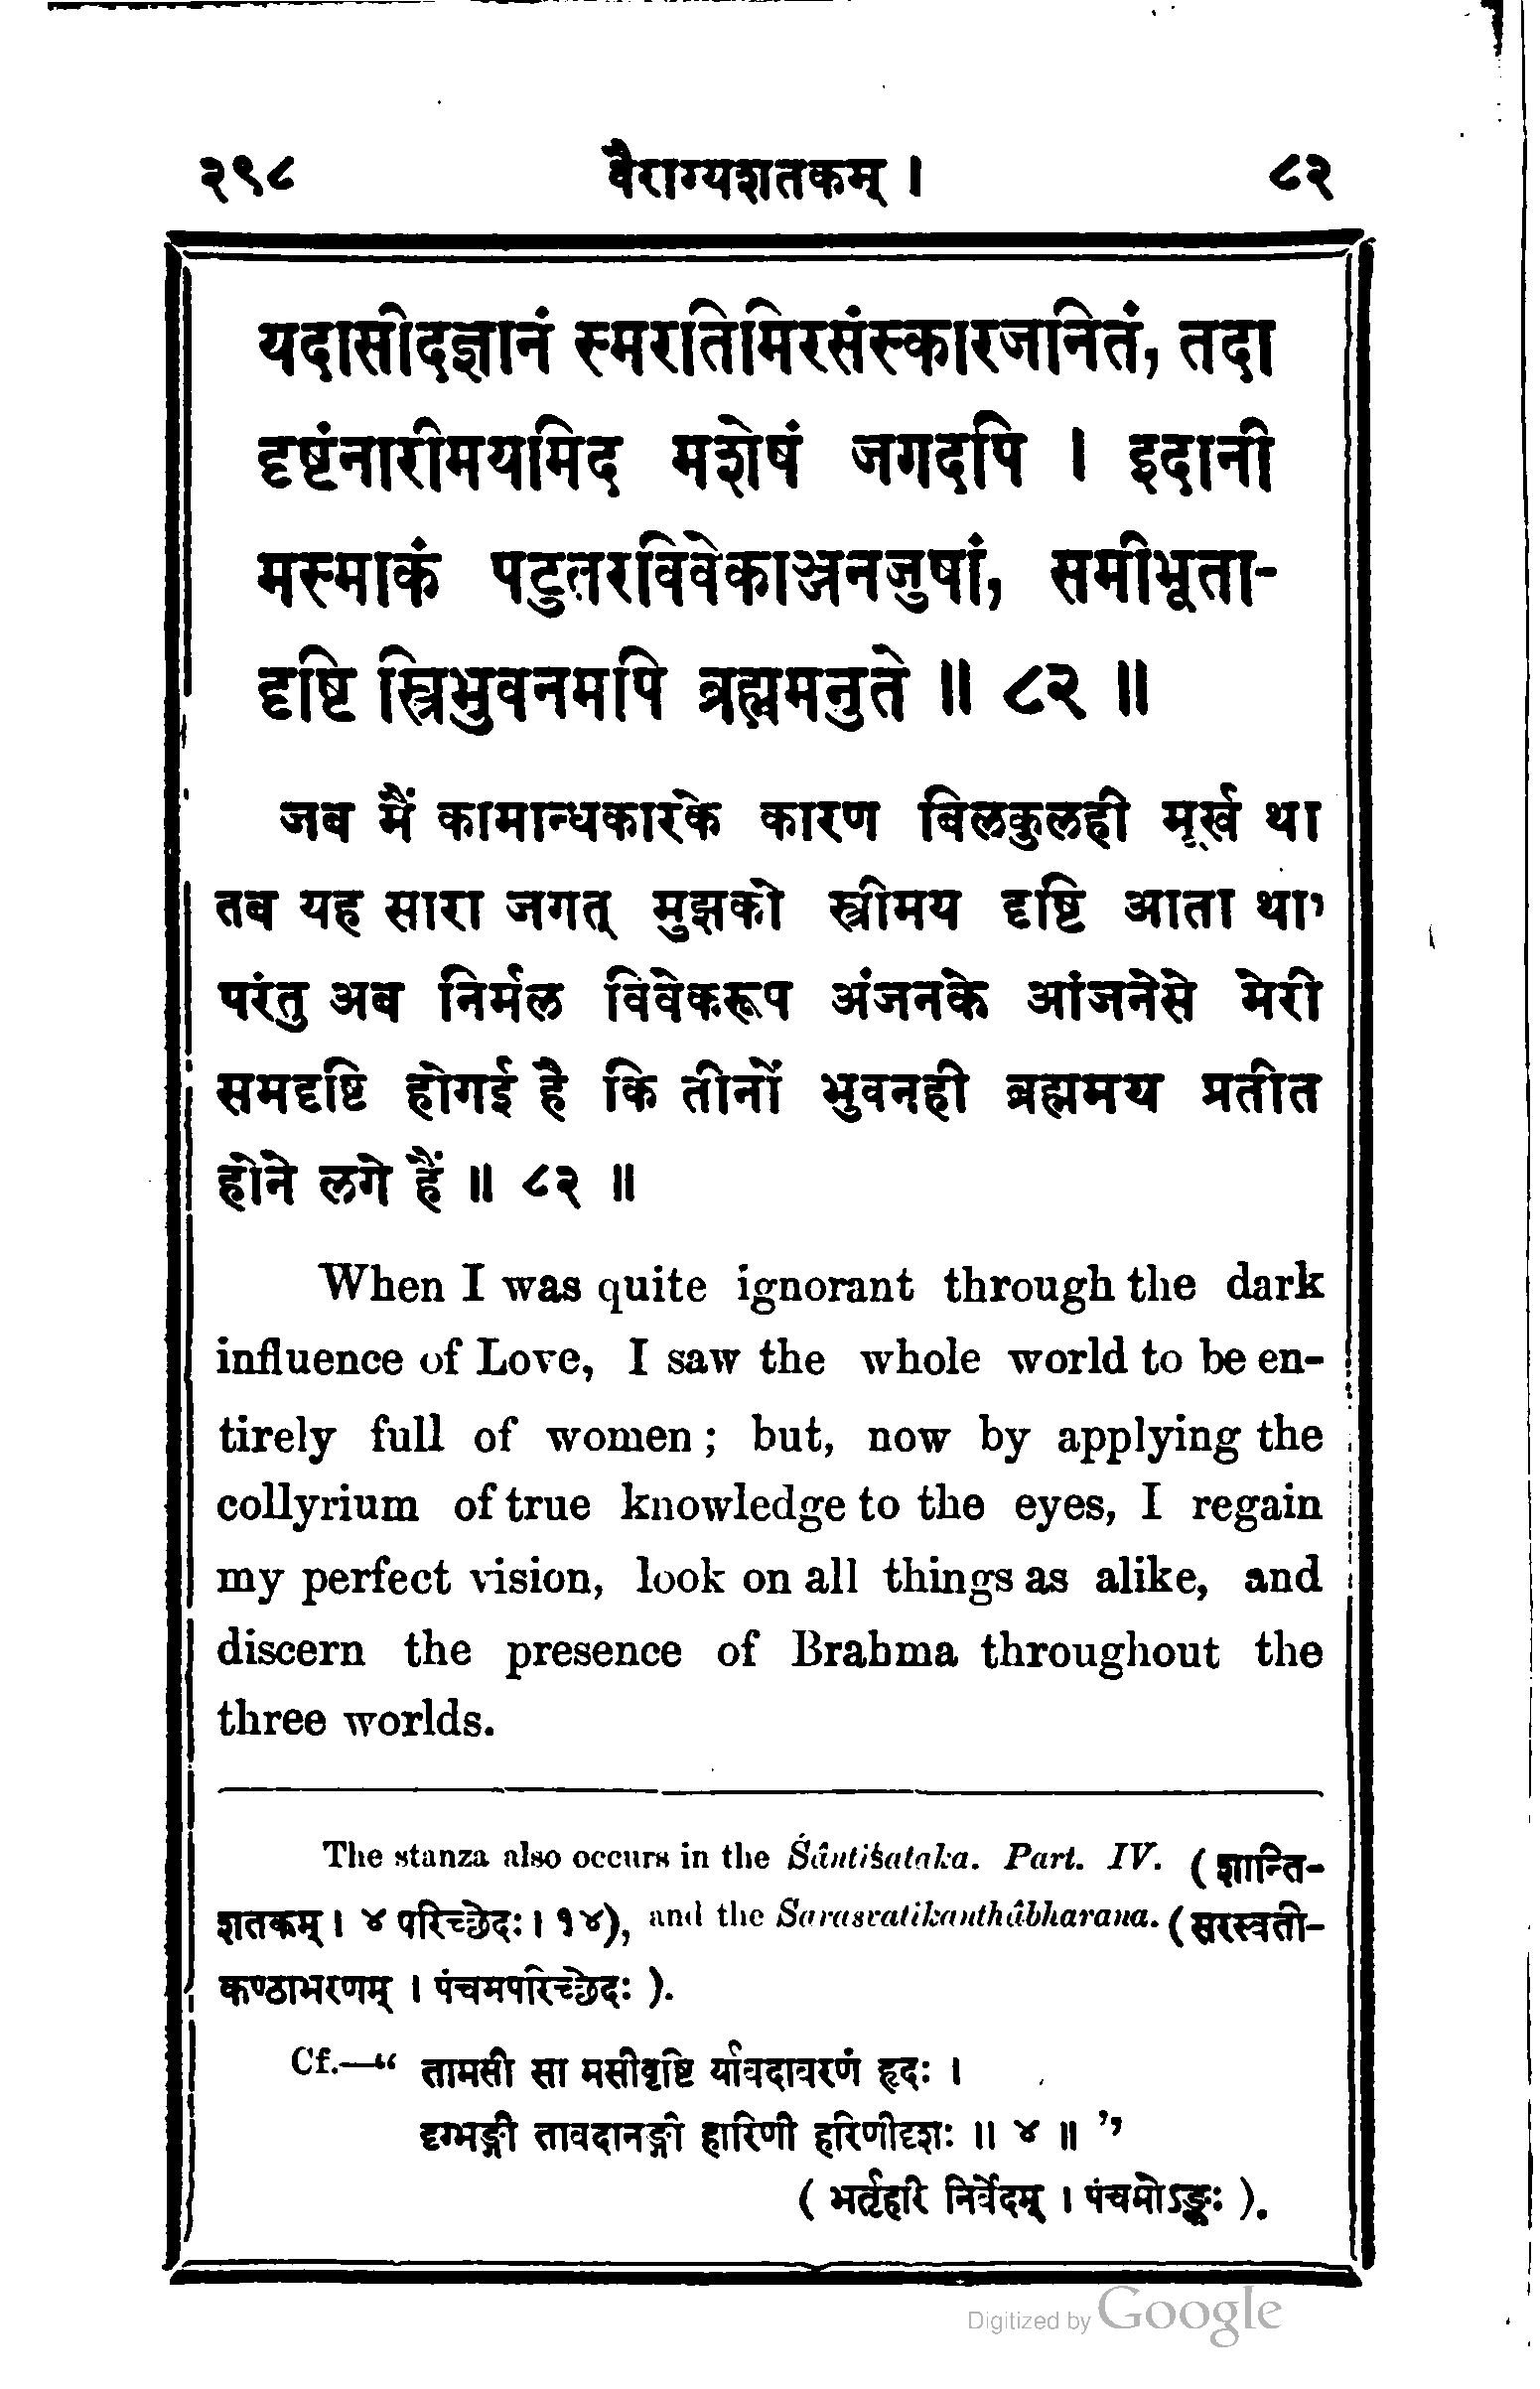 २९८ वैराग्यशतकम् । ८२
यदासीदज्ञानं स्मरतिमिरसंस्कारजनितं, तदा
दृष्टंनारीमयमिद मशेषं जगदपि । इदानी
मस्माकं पटुतरविवेकाञ्जनजुषां, समीभूता-
दृष्टि स्त्रिभुवनमपि ब्रह्ममनुते ॥ ८२ ॥
जब मैं कामान्धकारके कारण बिलकुलही मूर्ख था
तब यह सारा जगत् मुझको स्त्रीमय दृष्टि आता था,
परंतु अब निर्मल विवेकरूप अंजनके आंजनेसे मेरी
समदृष्टि होगई है कि तीनों भुवनही ब्रह्ममय प्रतीत
होने लगे हैं ॥ ८२ ॥
When I was quite ignorant through the dark
influence of Love, I saw the whole world to be en-
tirely full of women; but, now by applying the
collyrium of true knowledge to the eyes, I regain
my perfect vision, look on all things as alike, and
discern the presence of Brahma throughout the
three worlds.
The stanza also occurs in the Śântiśataka. Part. IV. (शान्ति-
शतकम् । ४ परिच्छेदः । १४), and the Sarasvatikanthâbharana. (सरस्वती-
कण्ठाभरणम् । पंचमपरिच्छेदः ).
Cf.—“ तामसी सा मसीवृष्टि र्यावदावरणं हृदः ।
दृग्भङ्गी तावदानङ्गी हारिणी हरिणीदृशः ॥ ४ ॥ ”
( भर्तृहरि निर्वेदम् । पंचमोऽङ्कः ).
Digitized by Google